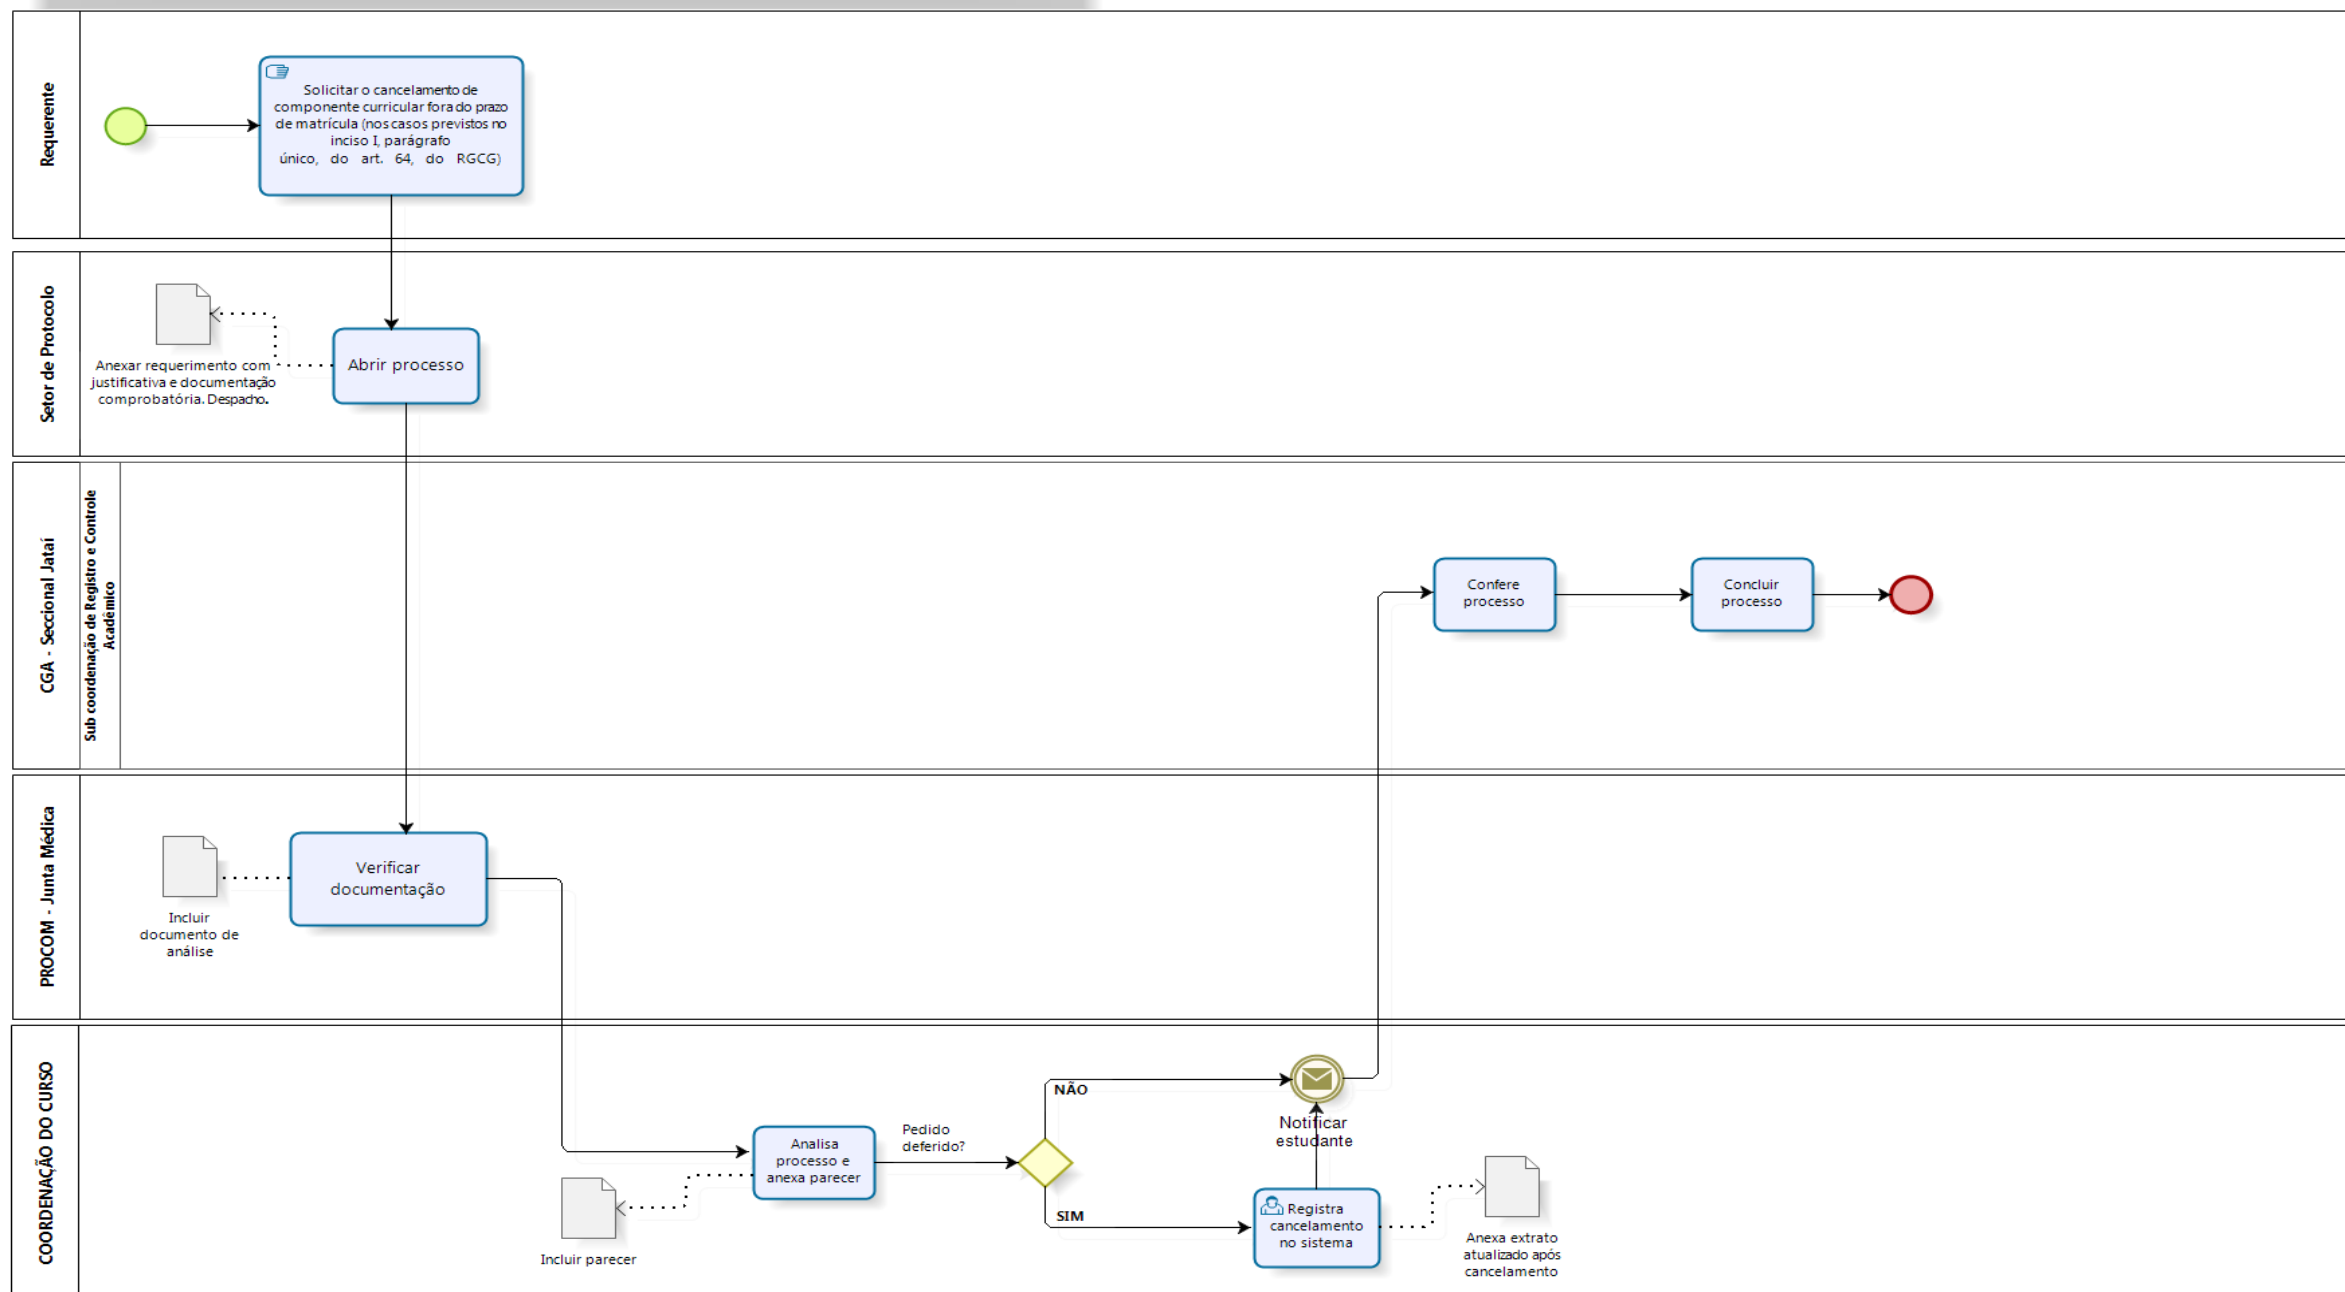 Requerente
Solicitar o cancelamento de
componente curricular fora do prazo
de matrícula (nos casos previstos no
inciso I, parágrafo
único, do art. 64, do RGCG)
Setor de Protocolo
Anexar requerimento com
justificativa e documentação
comprobatória. Despacho.
Abrir processo
CGA - Seccional Jataí
Sub coordenação de Registro e Controle
Acadêmico
Confere
processo
Concluir
processo
PROCOM - Junta Médica
Incluir
documento de
análise
Verificar
documentação
COORDENAÇÃO DO CURSO
Analisa
processo e
anexa parecer
Incluir parecer
Pedido
deferido?
NÃO
SIM
Notificar
estudante
Registra
cancelamento
no sistema
Anexa extrato
atualizado após
cancelamento